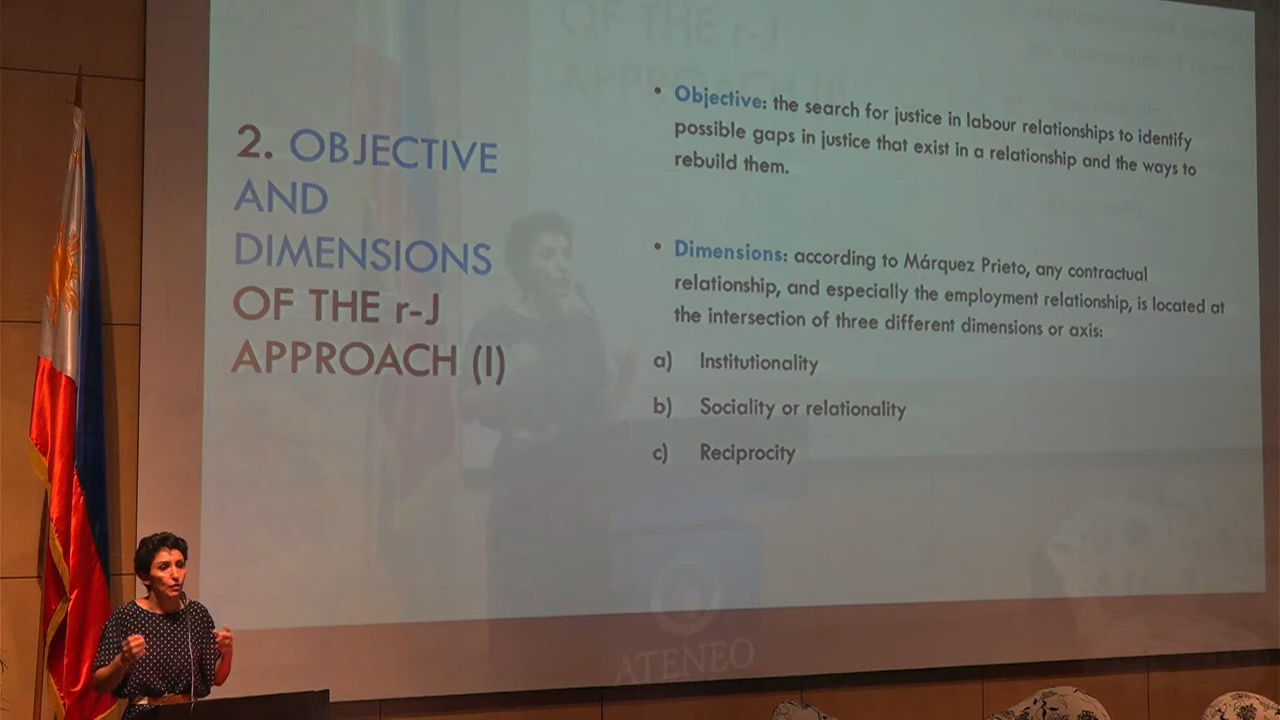 2. OBJECTIVE
AND
DIMENSIONS
OF THE r-J
APPROACH (I)
• Objective: the search for justice in labour relationships to identify
possible gaps in justice that exist in a relationship and the ways to
rebuild them.
• Dimensions: according to Márquez Prieto, any contractual
relationship, and especially the employment relationship, is located at
the intersection of three different dimensions or axis:
a) Institutionality
b) Sociality or relationality
c) Reciprocity
OF THE r-J
APPROACH (I)
ATENEO